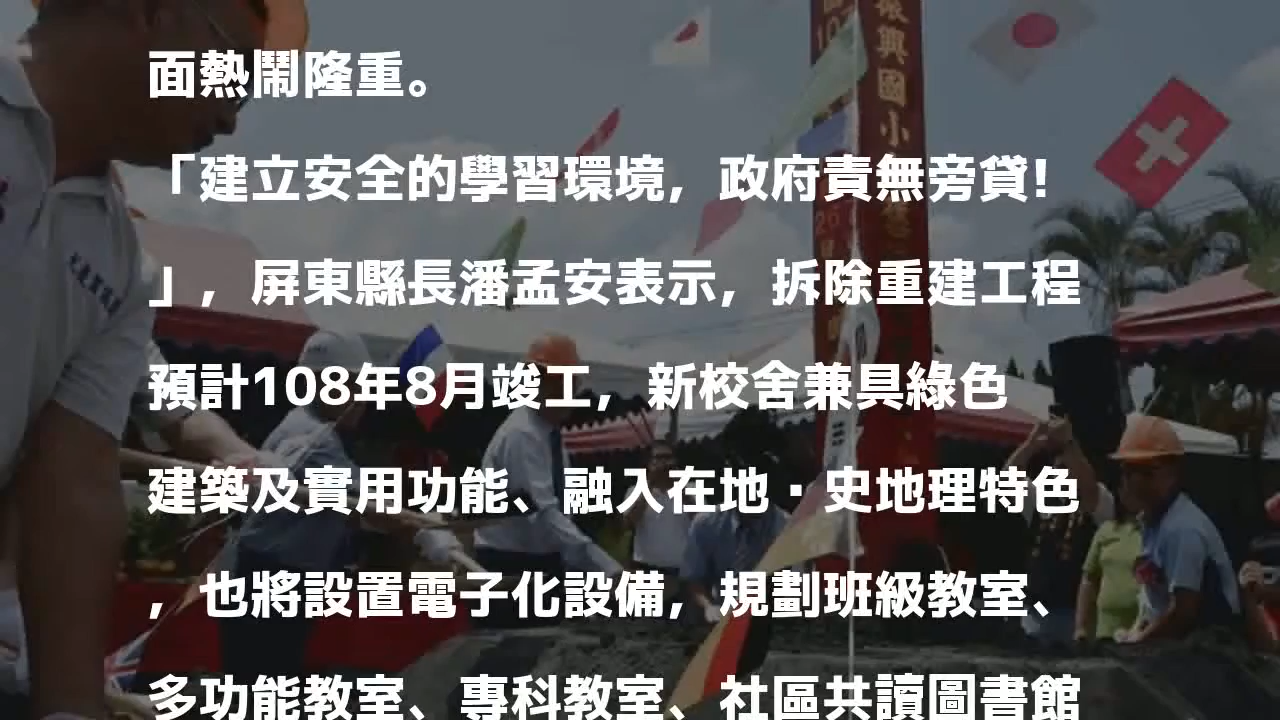 面熱鬧隆重。
「建立安全的學習環境，政府責無旁貸!
」，屏東縣長潘孟安表示，拆除重建工程
預計108年8月竣工，新校舍兼具綠色
建築及實用功能、融入在地▪史地理特色
，也將設置電子化設備，規劃班級教室、
多功能教室、專科教室、社區共讀圖書館
振興國小